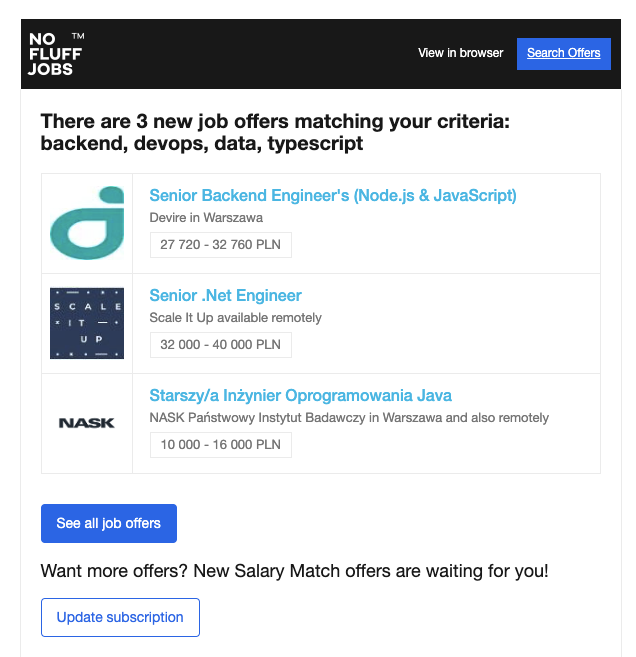 NO ™
FLUFF
JOBS
View in browser
Search Offers
There are 3 new job offers matching your criteria:
backend, devops, data, typescript
Senior Backend Engineer's (Node.js & JavaScript)
Devire in Warszawa
27 720 - 32 760 PLN
SCALE
IT
UP
Senior .Net Engineer
Scale It Up available remotely
32 000 - 40 000 PLN
NASK
Starszy/a Inżynier Oprogramowania Java
NASK Państwowy Instytut Badawczy in Warszawa and also remotely
10 000 - 16 000 PLN
See all job offers
Want more offers? New Salary Match offers are waiting for you!
Update subscription